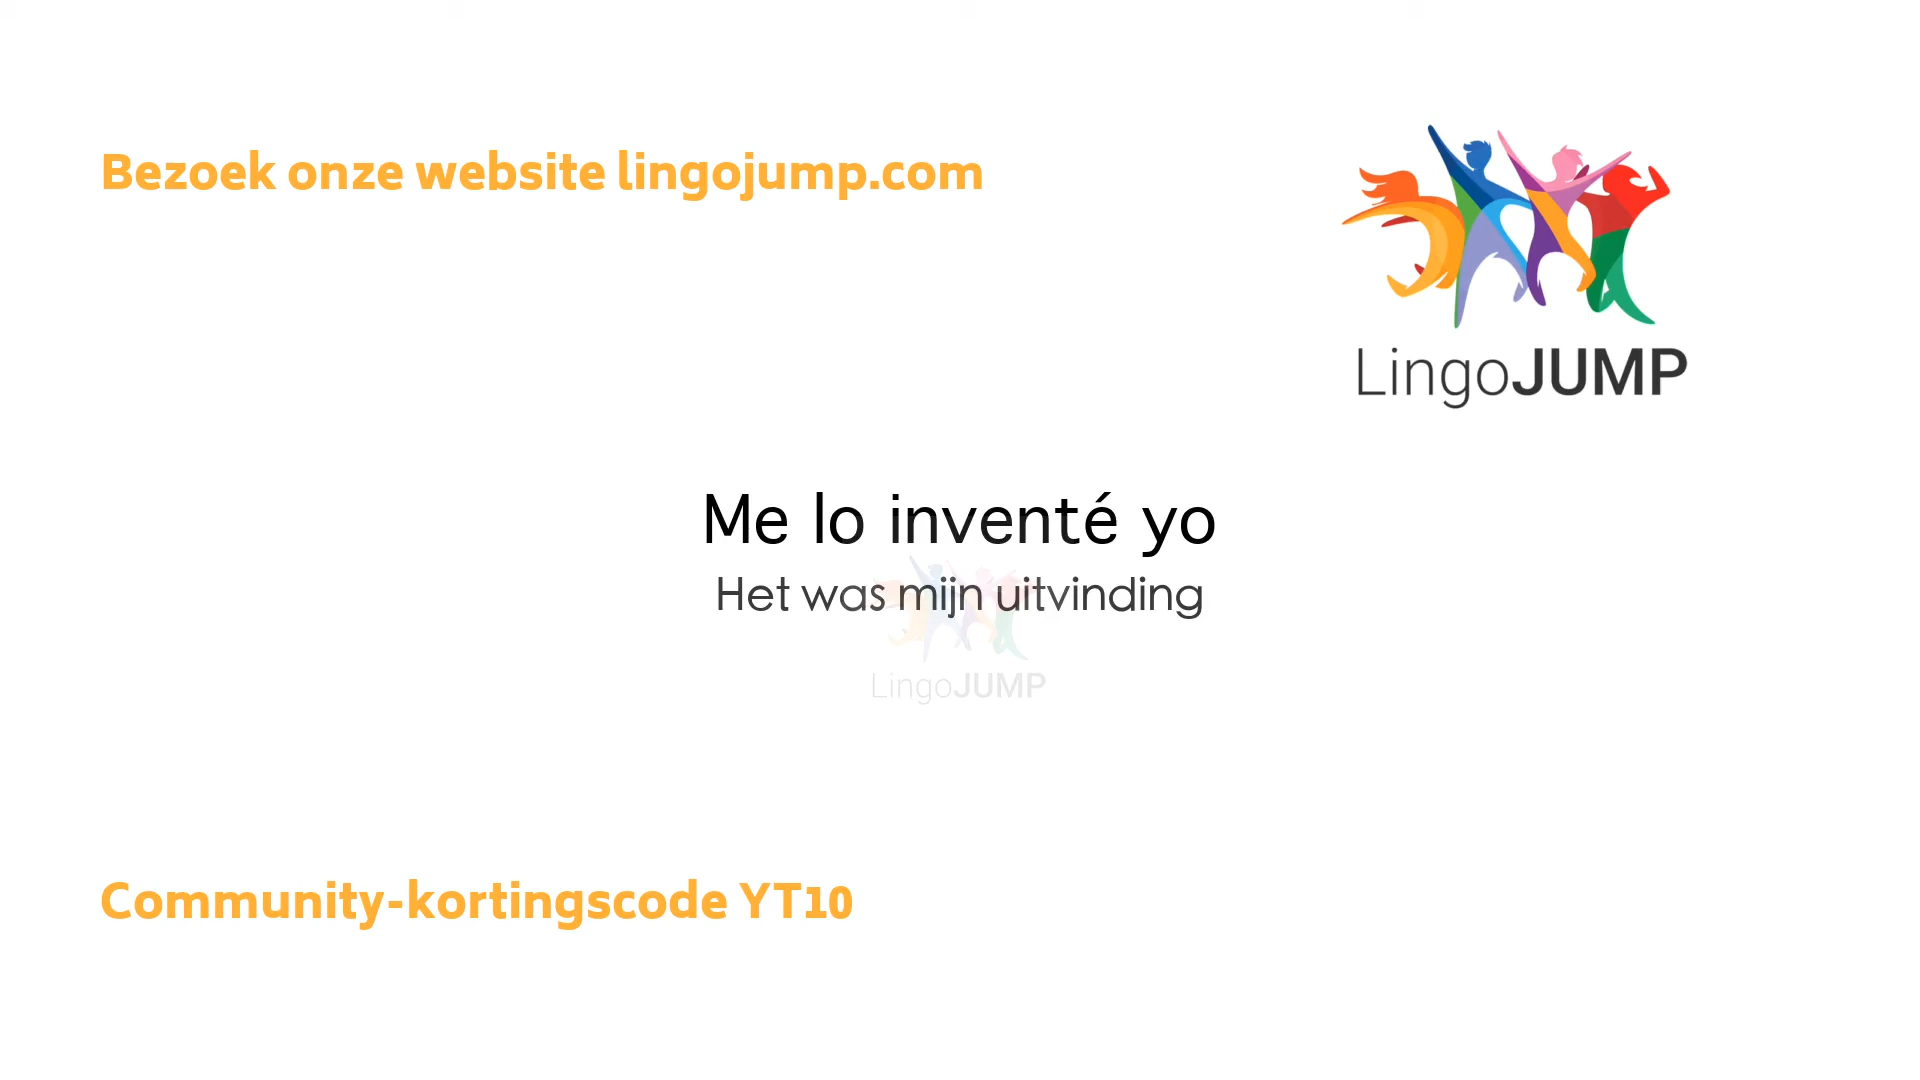 Bezoek onze website lingojump.com
LingoJUMP
Me lo inventé yo
Het was mijn uitvinding
LingoJUMP
Community-kortingscode YT10